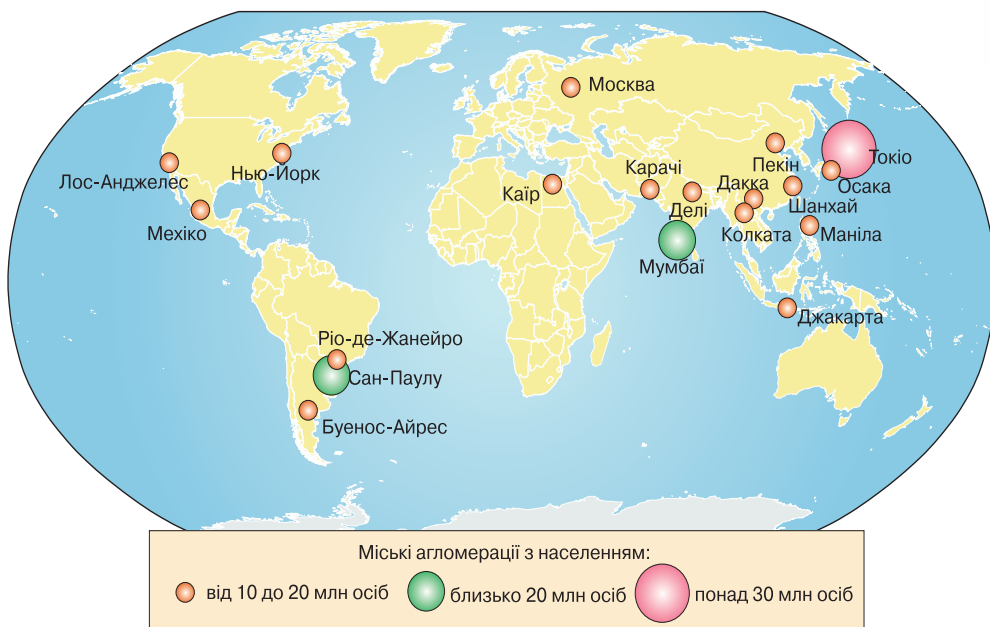 Москва
Лос-Анджелес
Нью-Йорк
Мехіко
Каїр
Карачі
Делі
Мумбаї
Дакка
Колката
Пекін
Шанхай
Токіо
Осака
Маніла
Джакарта
Ріо-де-Жанейро
Сан-Паулу
Буенос-Айрес
Міські агломерації з населенням:
від 10 до 20 млн осіб
близько 20 млн осіб
понад 30 млн осіб